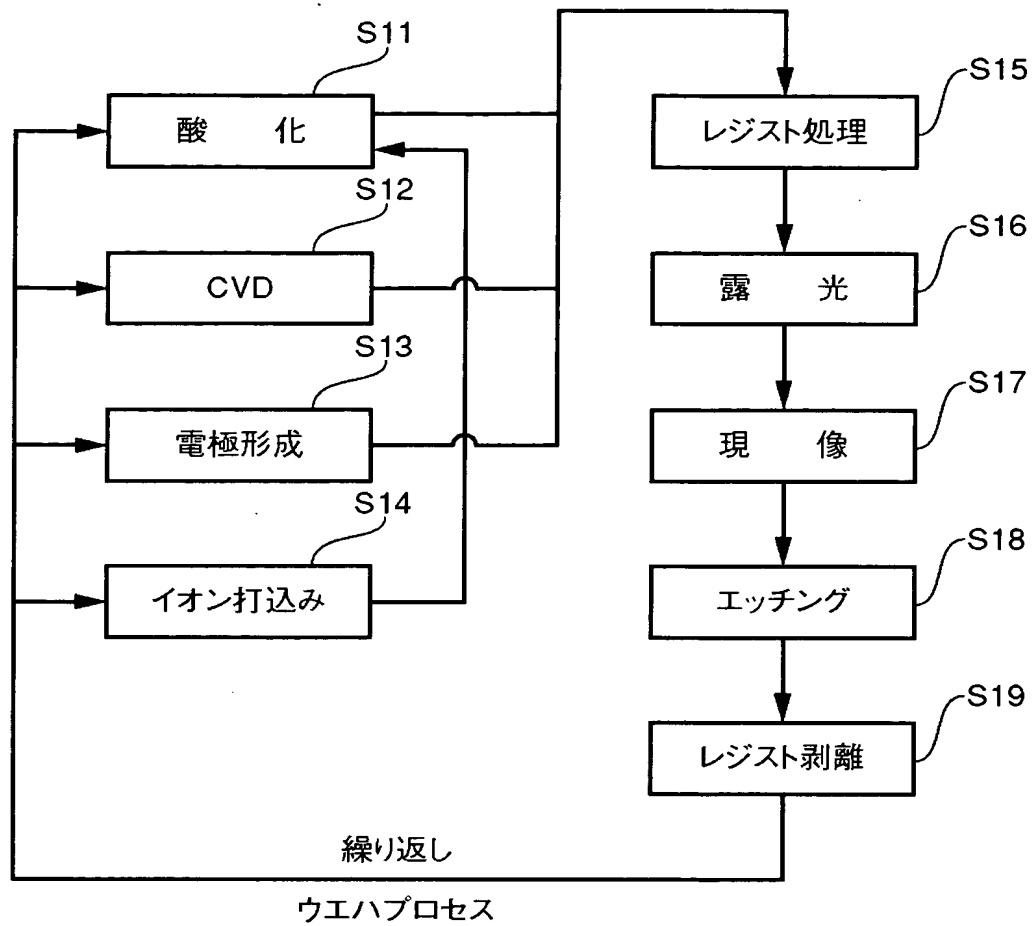 S11
酸 化
S12
CVD
S13
電極形成
S14
イオン打込み
S15
レジスト処理
S16
露 光
S17
現 像
S18
エッチング
S19
レジスト剥離
繰り返し
ウエハプロセス